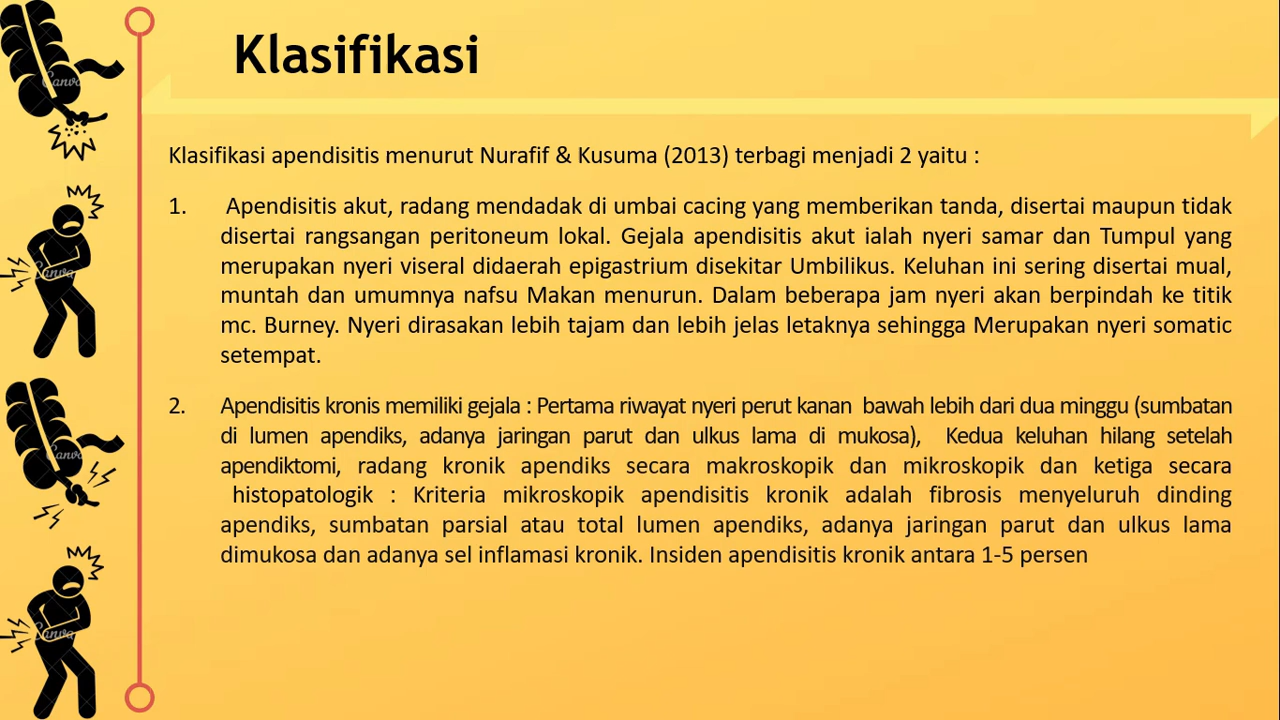 Klasifikasi
Klasifikasi apendisitis menurut Nurafif & Kusuma (2013) terbagi menjadi 2 yaitu :
1. Apendisitis akut, radang mendadak di umbai cacing yang memberikan tanda, disertai maupun tidak
disertai rangsangan peritoneum lokal. Gejala apendisitis akut ialah nyeri samar dan Tumpul yang
merupakan nyeri viseral didaerah epigastrium disekitar Umbilikus. Keluhan ini sering disertai mual,
muntah dan umumnya nafsu Makan menurun. Dalam beberapa jam nyeri akan berpindah ke titik
mc. Burney. Nyeri dirasakan lebih tajam dan lebih jelas letaknya sehingga Merupakan nyeri somatic
setempat.
2. Apendisitis kronis memiliki gejala : Pertama riwayat nyeri perut kanan bawah lebih dari dua minggu (sumbatan
di lumen apendiks, adanya jaringan parut dan ulkus lama di mukosa), Kedua keluhan hilang setelah
apendiktomi, radang kronik apendiks secara makroskopik dan mikroskopik dan ketiga secara
histopatologik : Kriteria mikroskopik apendisitis kronik adalah fibrosis menyeluruh dinding
apendiks, sumbatan parsial atau total lumen apendiks, adanya jaringan parut dan ulkus lama
dimukosa dan adanya sel inflamasi kronik. Insiden apendisitis kronik antara 1-5 persen
Canva
Canva
Canva
Canva